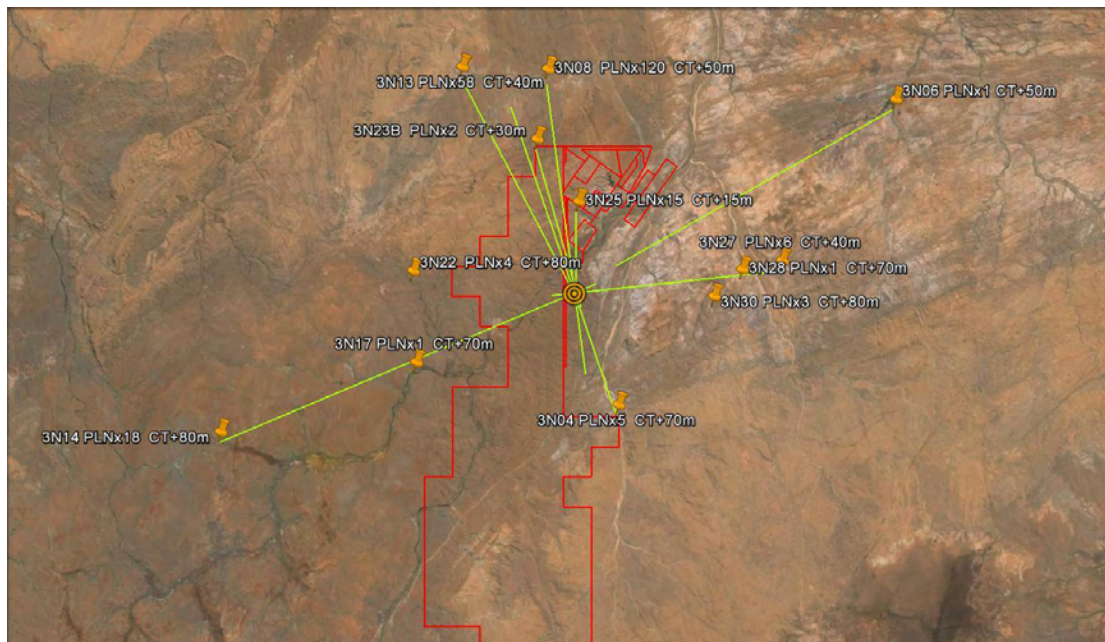 3N08 PLNx120 CT+50m
3N13 PLNx58 CT+40m
3N06 PLNx1 CT+50m
3N23B PLNx2 CT+30m
3N25 PLNx15 CT+15m
3N27 PLNx6 CT+40m
3N22 PLNx4 CT+80m
3N28 PLNx1 CT+70m
3N30 PLNx3 CT+80m
3N17 PLNx1 CT+70m
3N04 PLNx5 CT+70m
3N14 PLNx18 CT+80m